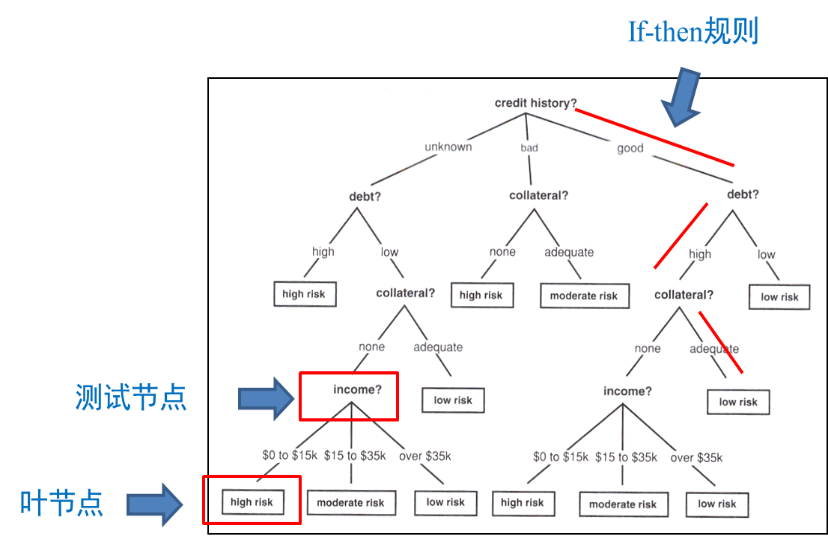 If-then规则
credit history?
unknown bad good
debt? collateral? debt?
high low none adequate high low
high risk collateral? high risk moderate risk collateral? low risk
none adequate none adequate
测试节点 income? low risk income? low risk
$0 to $15k $15 to $35k over $35k $0 to $15k $15 to $35k over $35k
叶节点 high risk moderate risk low risk high risk moderate risk low risk